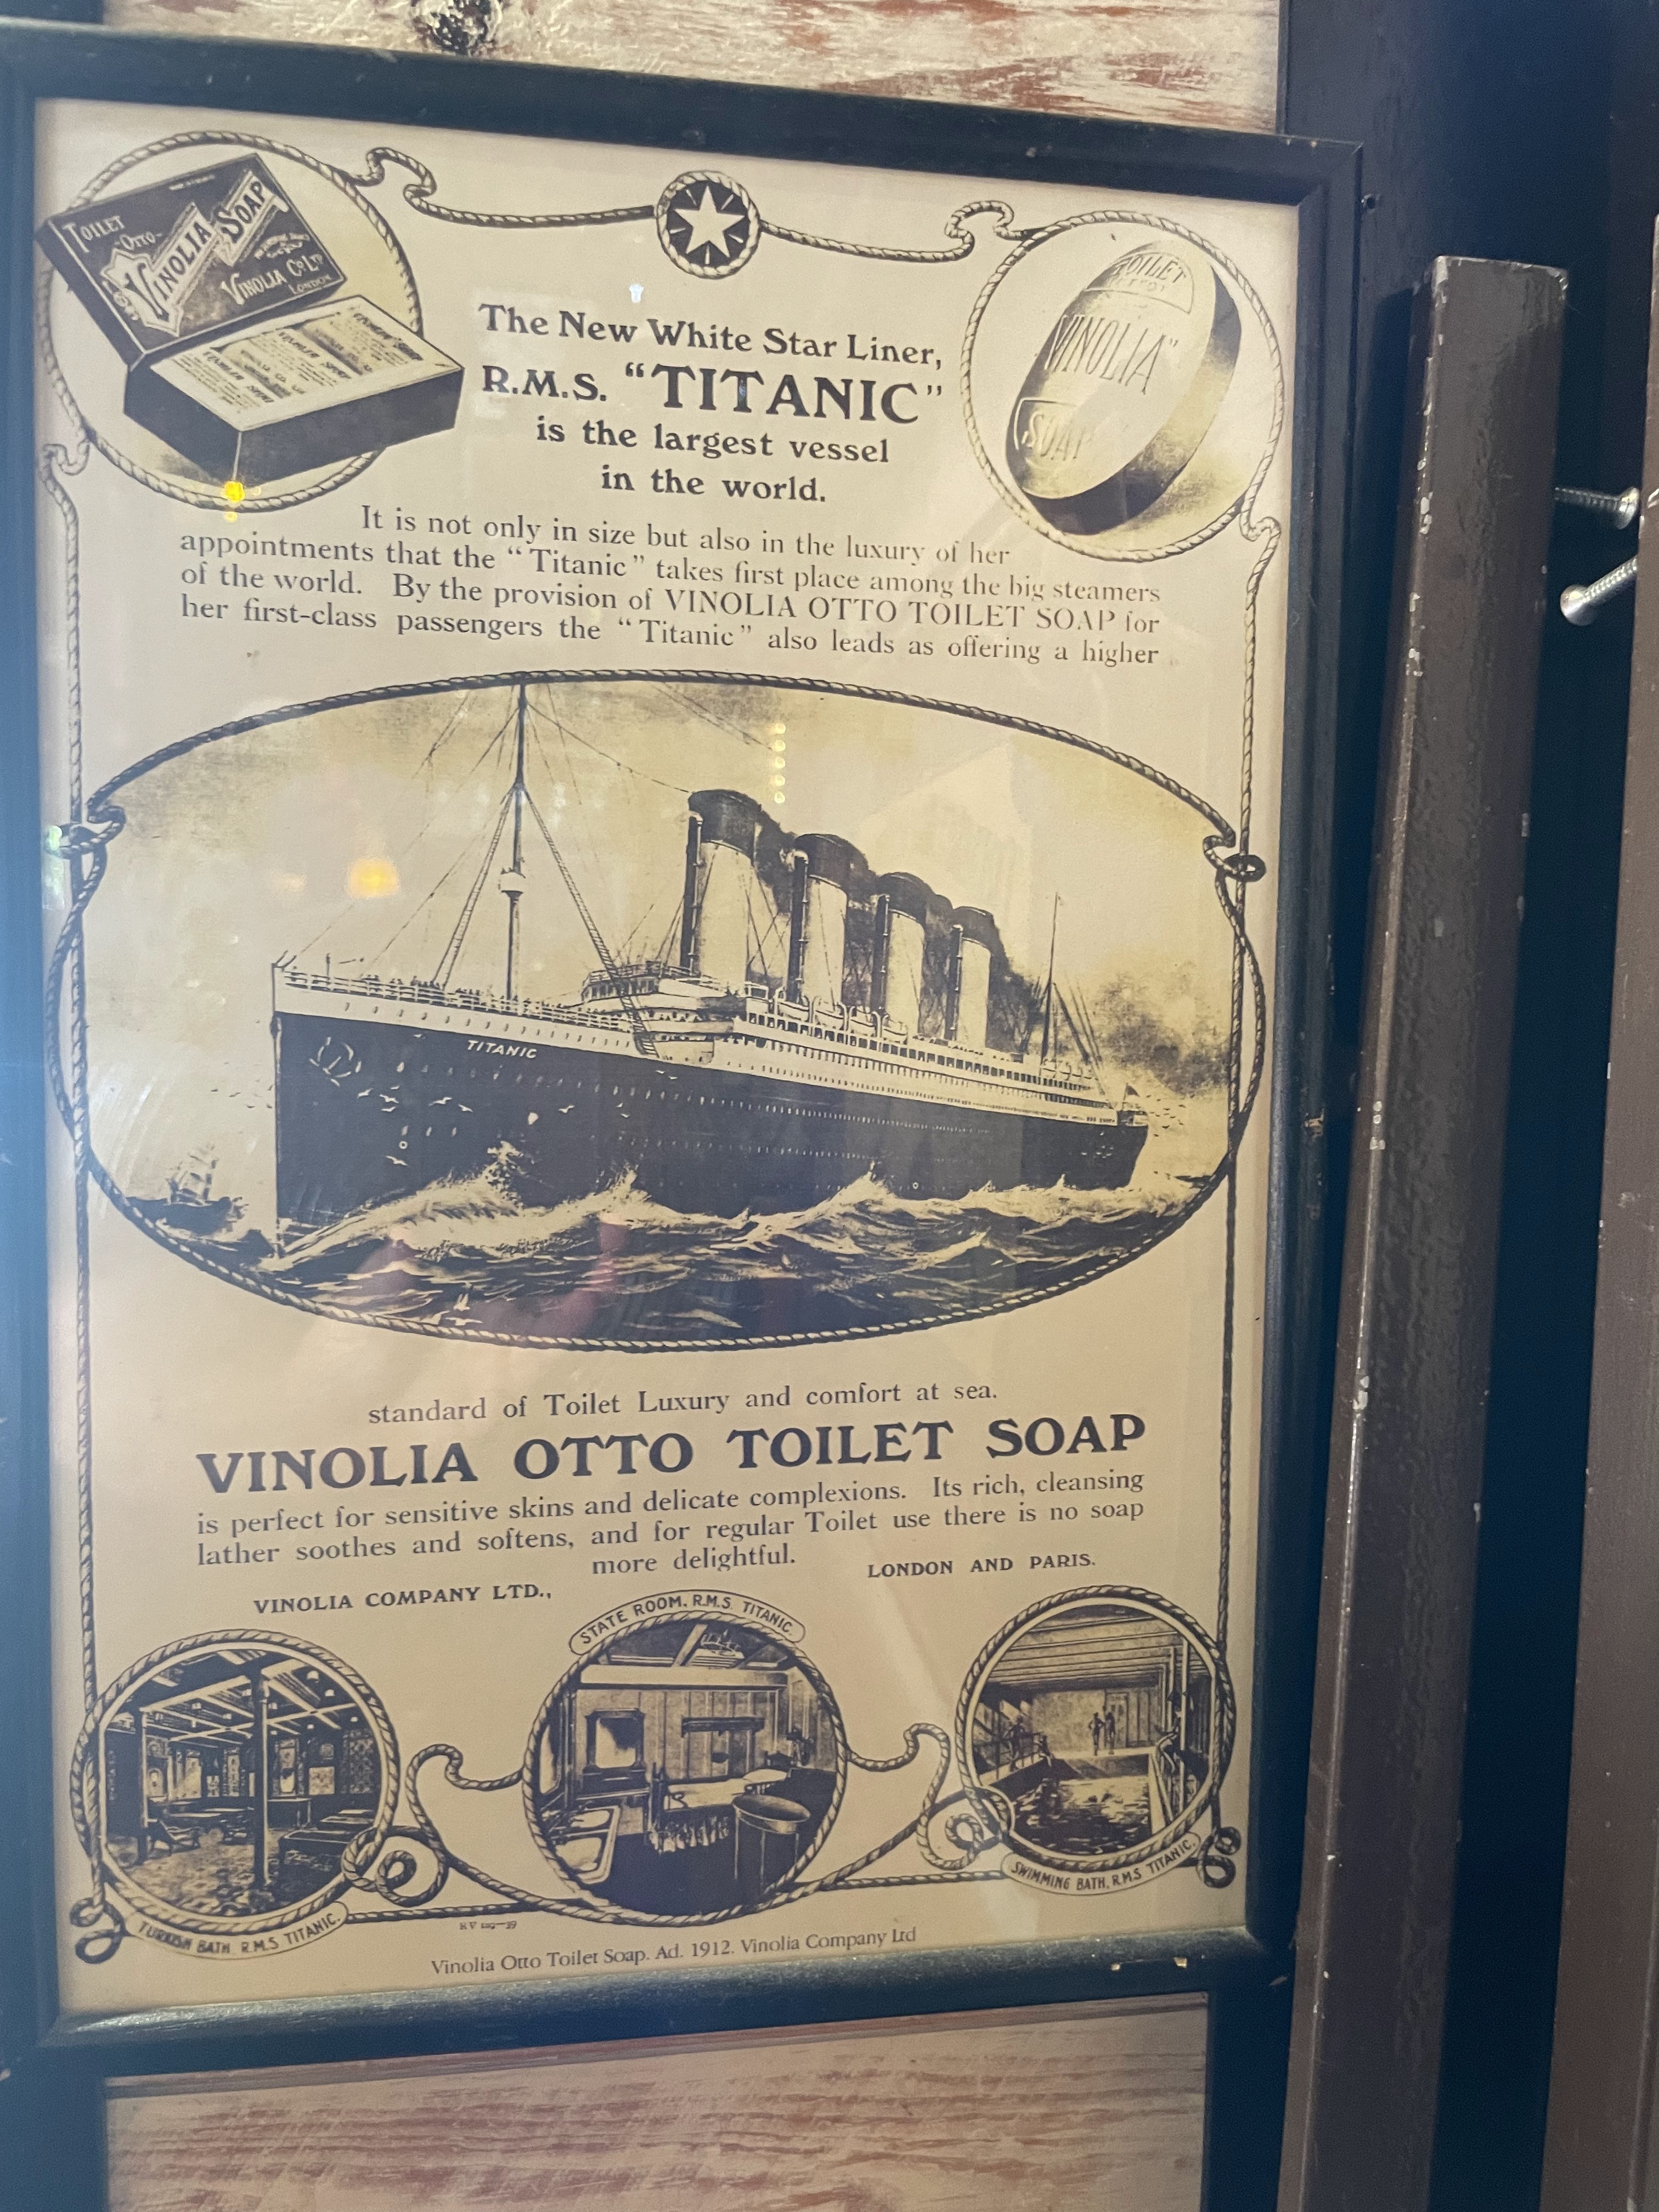 TOILET
-OTTO-
VINOLIA SOAP
VINOLIA Co LTD
LONDON
TOILET
VINOLIA"
SOAP
The New White Star Liner,
R.M.S. "TITANIC"
is the largest vessel
in the world.
It is not only in size but also in the luxury of her
appointments that the "Titanic" takes first place among the big steamers
of the world. By the provision of VINOLIA OTTO TOILET SOAP for
her first-class passengers the "Titanic" also leads as offering a higher
TITANIC
standard of Toilet Luxury and comfort at sea.
VINOLIA OTTO TOILET SOAP
is perfect for sensitive skins and delicate complexions. Its rich, cleansing
lather soothes and softens, and for regular Toilet use there is no soap
more delightful.
VINOLIA COMPANY LTD., LONDON AND PARIS.
STATE ROOM, R.M.S. TITANIC.
SWIMMING BATH, R.M.S. TITANIC.
TURKISH BATH, R.M.S. TITANIC.
Vinolia Otto Toilet Soap. Ad. 1912. Vinolia Company Ltd